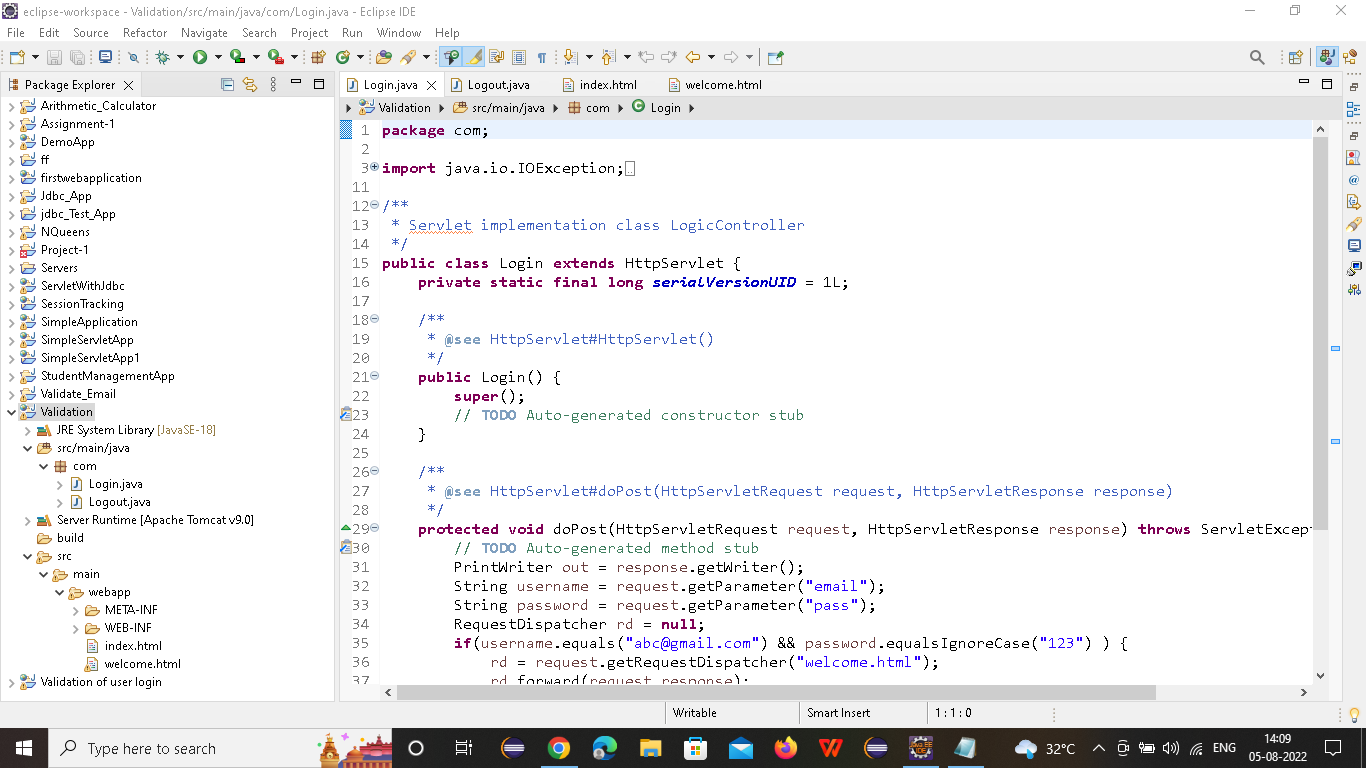 eclipse-workspace - Validation/src/main/java/com/Login.java - Eclipse IDE
File Edit Source Refactor Navigate Search Project Run Window Help
Package Explorer
Arithmetic_Calculator
Assignment-1
DemoApp
ff
firstwebapplication
Jdbc_App
jdbc_Test_App
NQueens
Project-1
Servers
ServletWithJdbc
SessionTracking
SimpleApplication
SimpleServletApp
SimpleServletApp1
StudentManagementApp
Validate_Email
Validation
JRE System Library [JavaSE-18]
src/main/java
com
Login.java
Logout.java
Server Runtime [Apache Tomcat v9.0]
build
src
main
webapp
META-INF
WEB-INF
index.html
welcome.html
Validation of user login
Login.java Logout.java index.html welcome.html
Validation src/main/java com Login
1 package com;
2
3 import java.io.IOException;
11
12 /**
13 * Servlet implementation class LogicController
14 */
15 public class Login extends HttpServlet {
16 private static final long serialVersionUID = 1L;
17
18 /**
19 * @see HttpServlet#HttpServlet()
20 */
21 public Login() {
22 super();
23 // TODO Auto-generated constructor stub
24 }
25
26 /**
27 * @see HttpServlet#doPost(HttpServletRequest request, HttpServletResponse response)
28 */
29 protected void doPost(HttpServletRequest request, HttpServletResponse response) throws ServletExcep
30 // TODO Auto-generated method stub
31 PrintWriter out = response.getWriter();
32 String username = request.getParameter("email");
33 String password = request.getParameter("pass");
34 RequestDispatcher rd = null;
35 if(username.equals("abc@gmail.com") && password.equalsIgnoreCase("123") ) {
36 rd = request.getRequestDispatcher("welcome.html");
37 rd.forward(request,response);
Writable Smart Insert 1 : 1 : 0
Type here to search
32°C ENG 14:09
05-08-2022